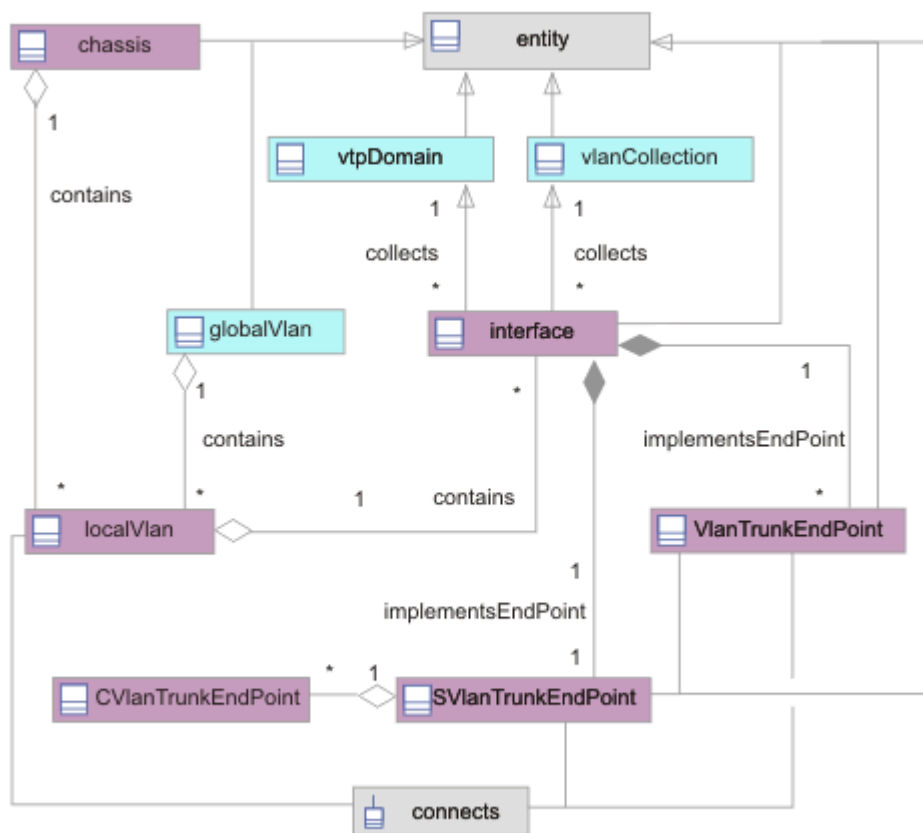 chassis
entity
1
vtpDomain
vlanCollection
contains
1
1
collects
collects
*
*
globalVlan
interface
1
*
1
contains
implementsEndPoint
*
*
1
contains
*
localVlan
VlanTrunkEndPoint
1
implementsEndPoint
*
1
1
CVlanTrunkEndPoint
SVlanTrunkEndPoint
connects